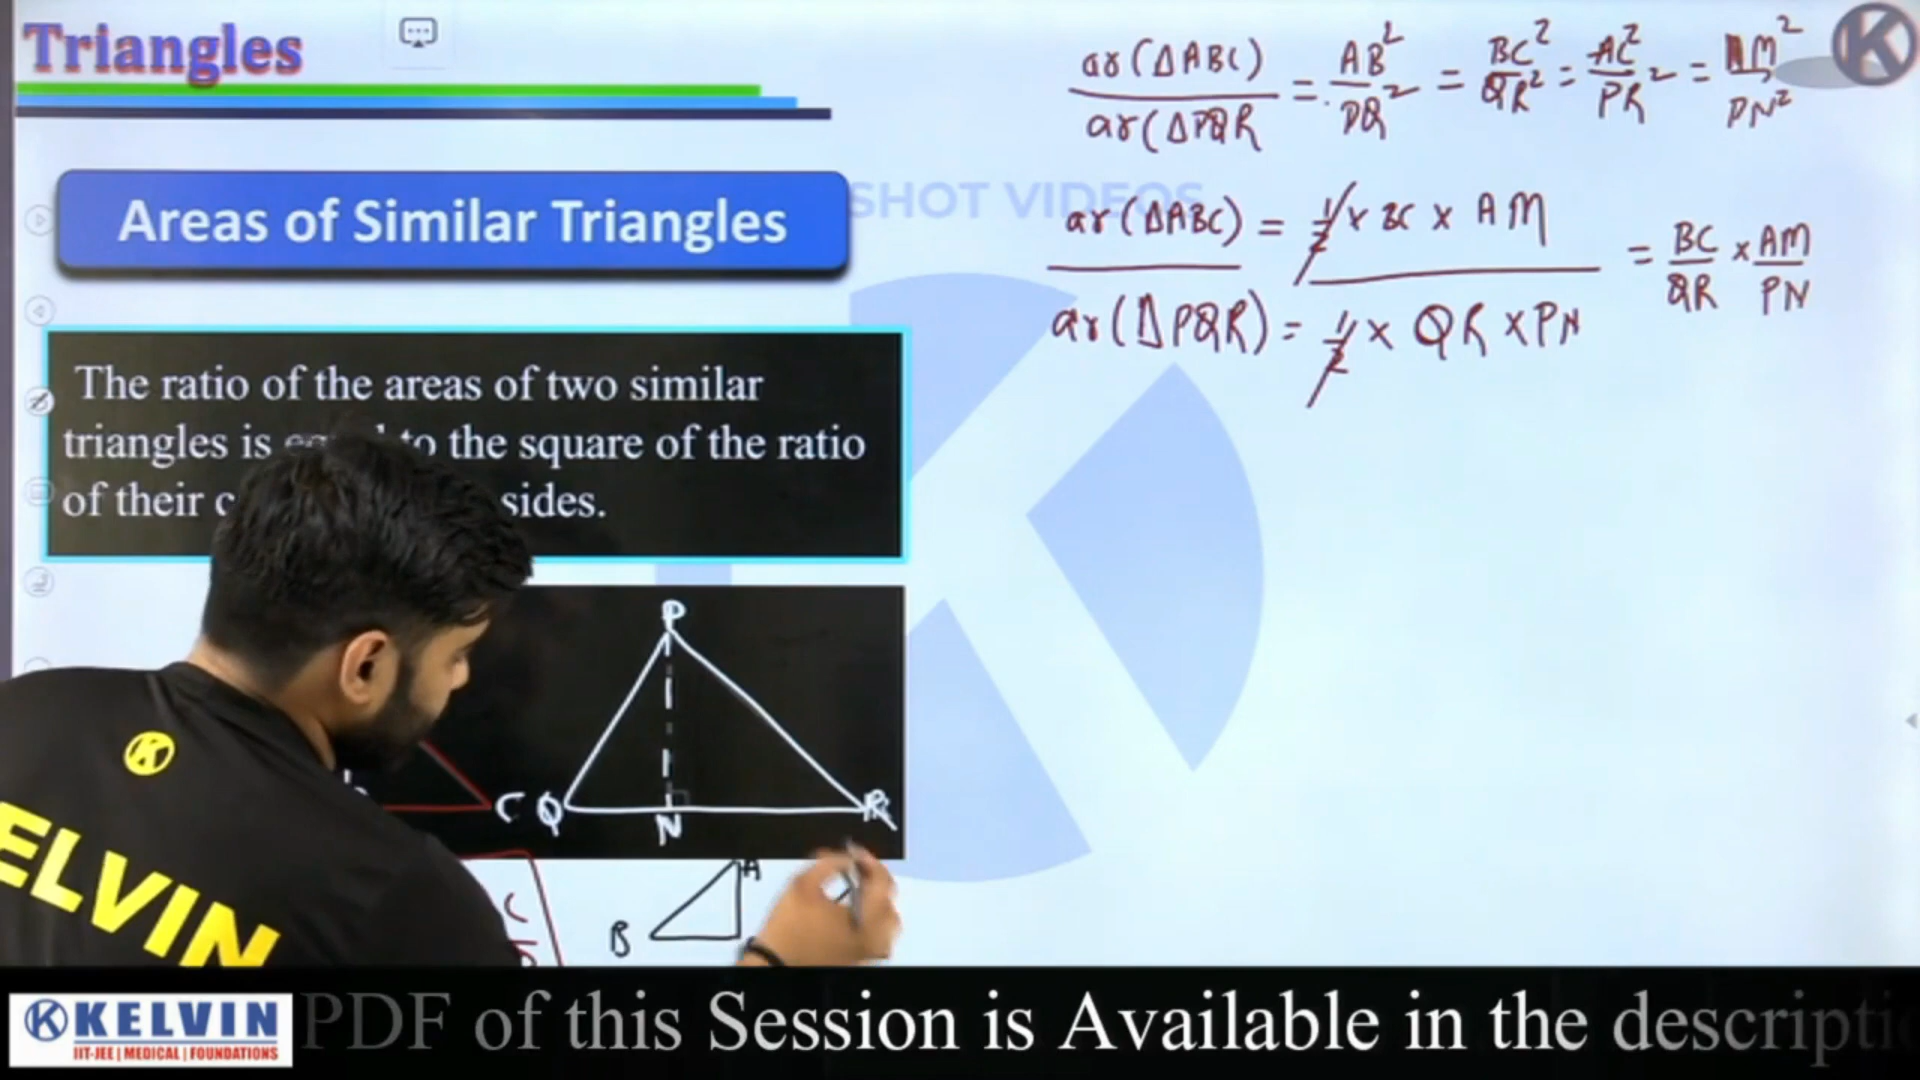 Triangles
ar(ΔABC) / ar(ΔPQR = AB² / PQ² = BC² / QR² = AC² / PR² = AM² / PN²
SHOT VIDEOS
Areas of Similar Triangles
ar(ΔABC) = 1/2 × BC × AM
= BC / QR × AM / PN
ar(ΔPQR) = 1/2 × QR × PN
The ratio of the areas of two similar
triangles is to the square of the ratio
of their sides.
P
C Q N R
A
B
C
K
KELVIN
KELVIN
IIT-JEE | MEDICAL | FOUNDATIONS
PDF of this Session is Available in the descripti